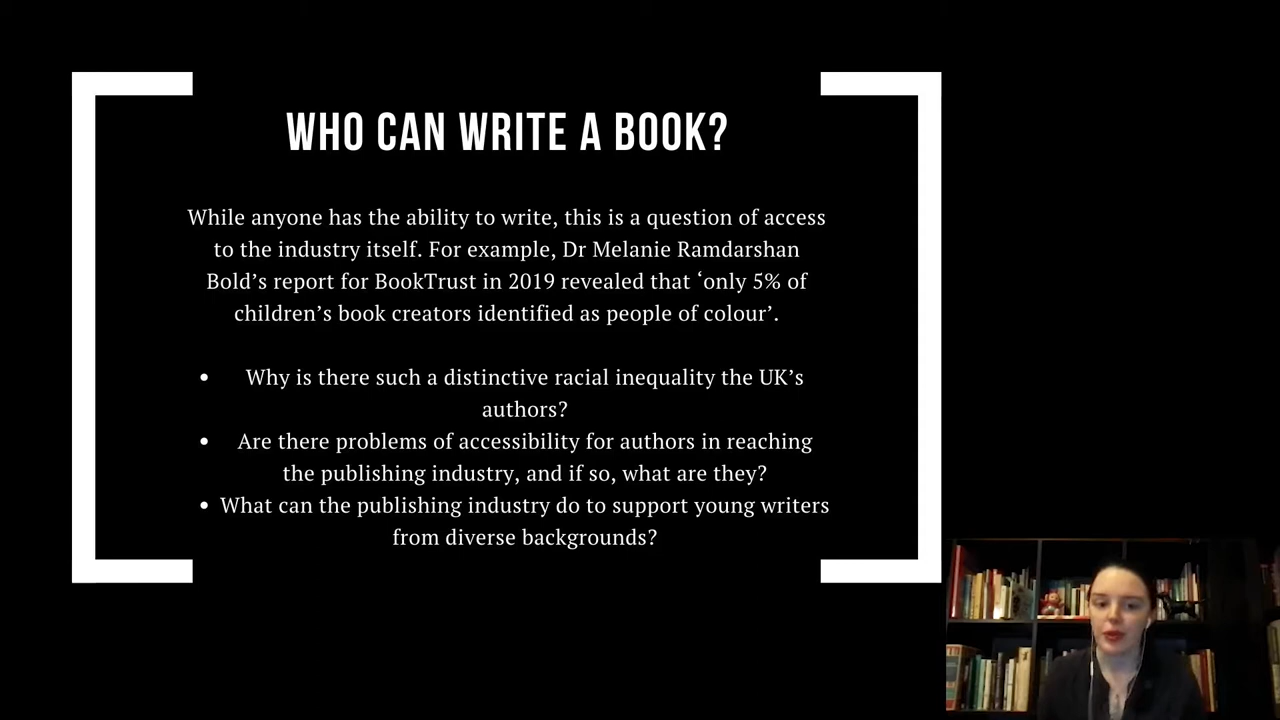 WHO CAN WRITE A BOOK?
While anyone has the ability to write, this is a question of access
to the industry itself. For example, Dr Melanie Ramdarshan
Bold’s report for BookTrust in 2019 revealed that ‘only 5% of
children’s book creators identified as people of colour’.
• Why is there such a distinctive racial inequality the UK’s
authors?
• Are there problems of accessibility for authors in reaching
the publishing industry, and if so, what are they?
• What can the publishing industry do to support young writers
from diverse backgrounds?